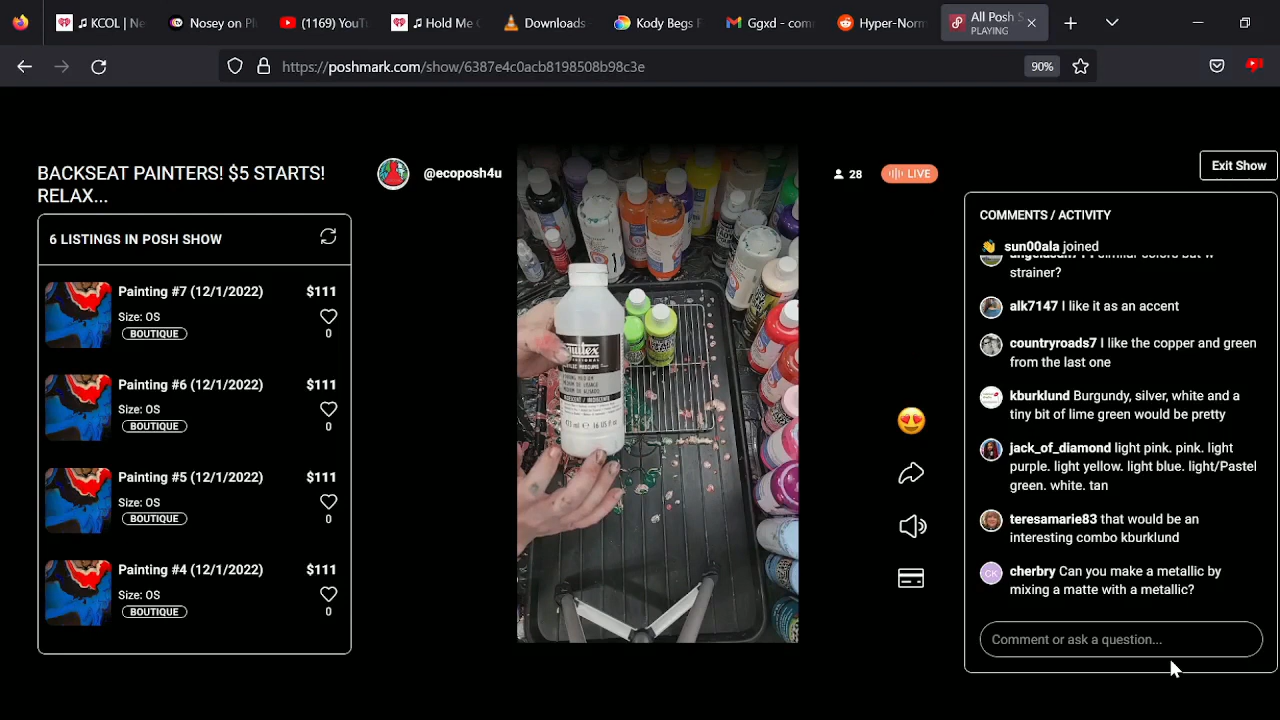 ♫ KCOL | Ne
Nosey on Pl
(1169) YouTu
♫ Hold Me C
Downloads
Kody Begs F
Ggxd - com
Hyper-Norm
All Posh S
PLAYING
https://poshmark.com/show/6387e4c0acb8198508b98c3e
90%
BACKSEAT PAINTERS! $5 STARTS!
RELAX...
@ecoposh4u
28
LIVE
Exit Show
6 LISTINGS IN POSH SHOW
Painting #7 (12/1/2022) $111
Size: OS
BOUTIQUE
0
Painting #6 (12/1/2022) $111
Size: OS
BOUTIQUE
0
Painting #5 (12/1/2022) $111
Size: OS
BOUTIQUE
0
Painting #4 (12/1/2022) $111
Size: OS
BOUTIQUE
0
COMMENTS / ACTIVITY
sun00ala joined
strainer?
alk7147 I like it as an accent
countryroads7 I like the copper and green
from the last one
kburklund Burgundy, silver, white and a
tiny bit of lime green would be pretty
jack_of_diamond light pink. pink. light
purple. light yellow. light blue. light/Pastel
green. white. tan
teresamarie83 that would be an
interesting combo kburklund
CK
cherbry Can you make a metallic by
mixing a matte with a metallic?
Comment or ask a question...